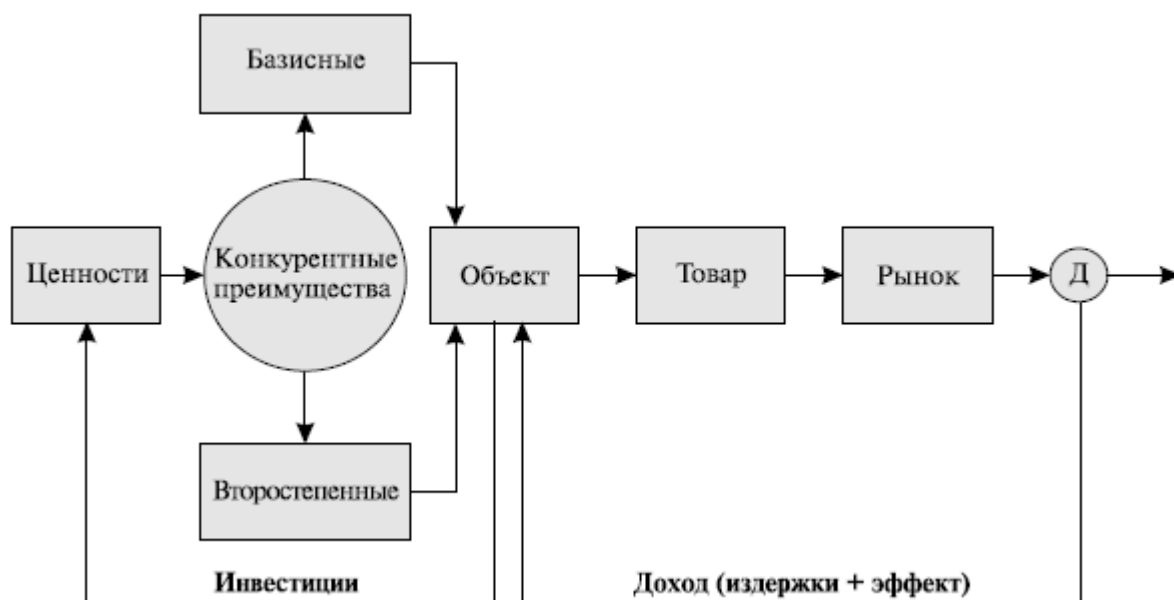 Базисные
Ценности
Конкурентные
преимущества
Объект
Товар
Рынок
Д
Второстепенные
Инвестиции
Доход (издержки + эффект)